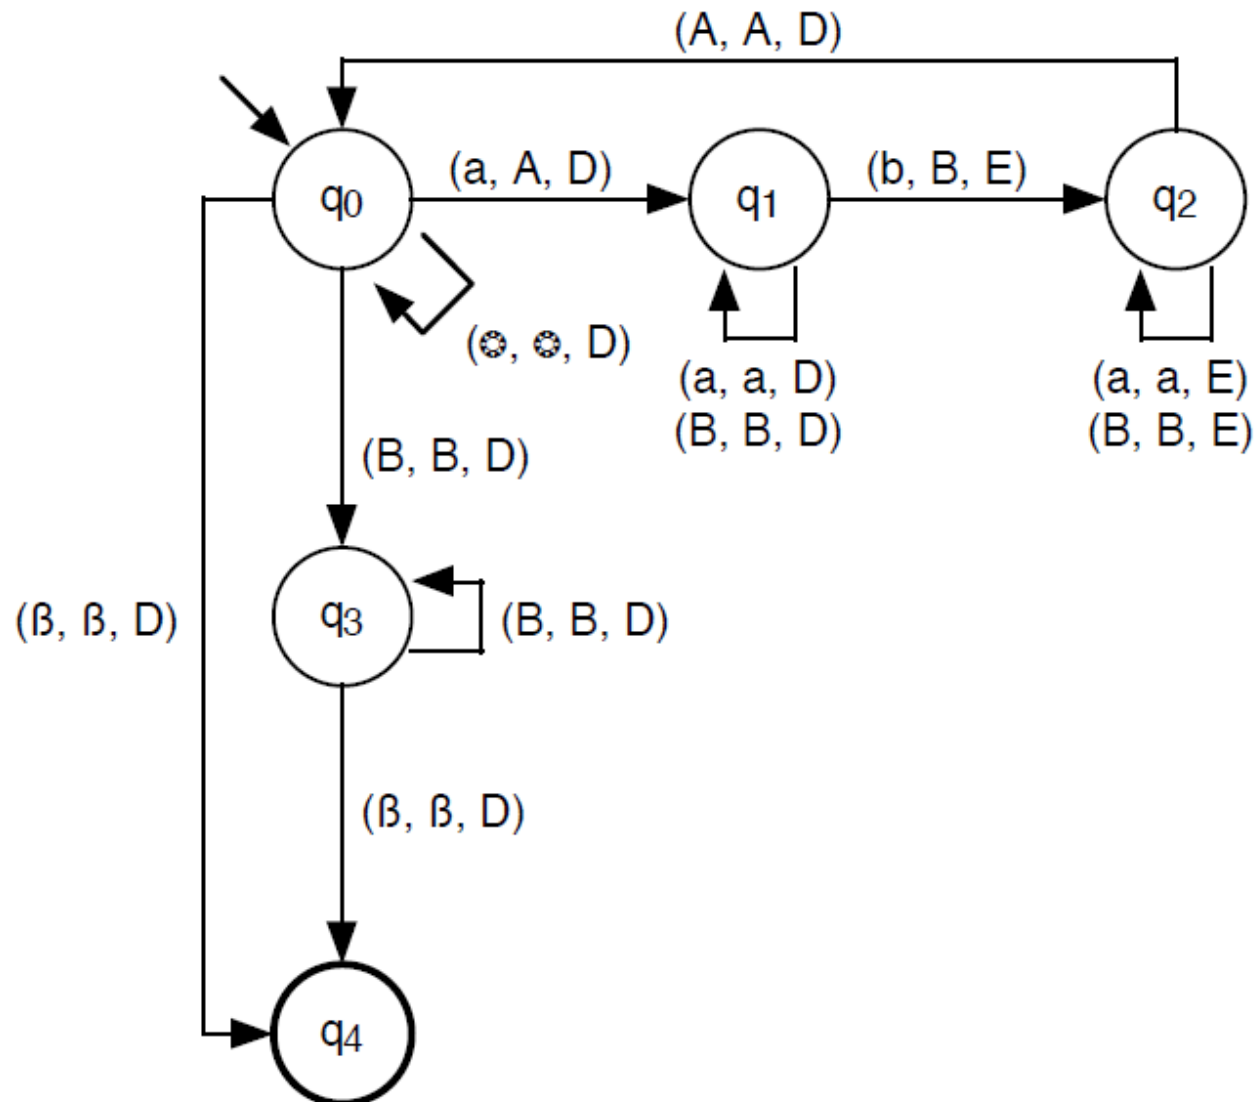 (A, A, D)
q0
(a, A, D)
q1
(b, B, E)
q2
(❂, ❂, D)
(a, a, D)
(B, B, D)
(a, a, E)
(B, B, E)
(B, B, D)
(ß, ß, D)
q3
(B, B, D)
(ß, ß, D)
q4